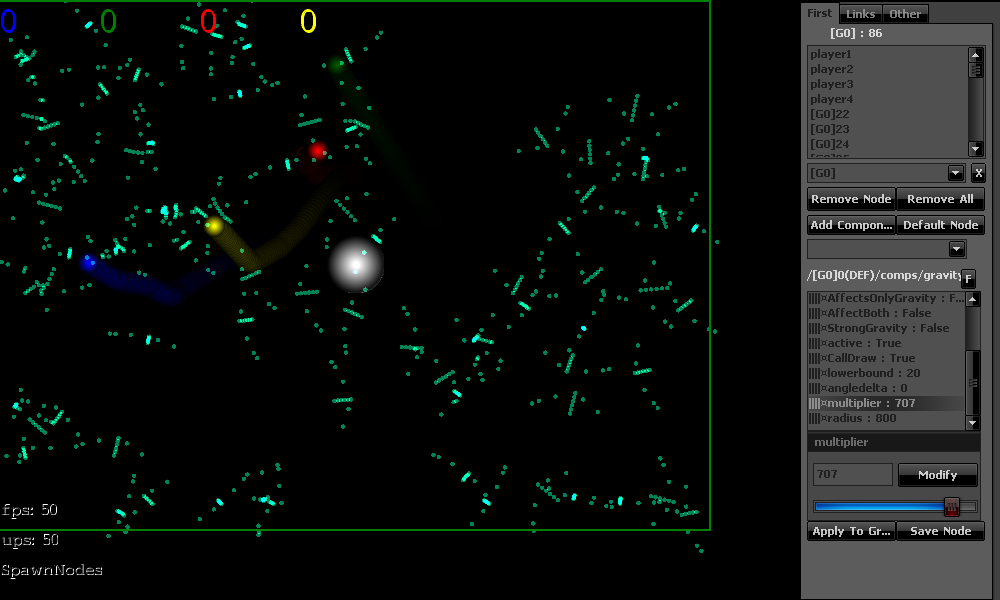 0 0 0 0
fps: 50
ups: 50
SpawnNodes
First Links Other
[G0] : 86
player1
player2
player3
player4
[G0]22
[G0]23
[G0]24
[G0] X
Remove Node Remove All
Add Compon... Default Node
/[G0]0(DEF)/comps/gravity F
||||¤AffectsOnlyGravity : F...
||||¤AffectBoth : False
||||¤StrongGravity : False
||||¤active : True
||||¤CallDraw : True
||||¤lowerbound : 20
||||¤angledelta : 0
||||¤multiplier : 707
||||¤radius : 800
multiplier
707 Modify
Apply To Gr... Save Node